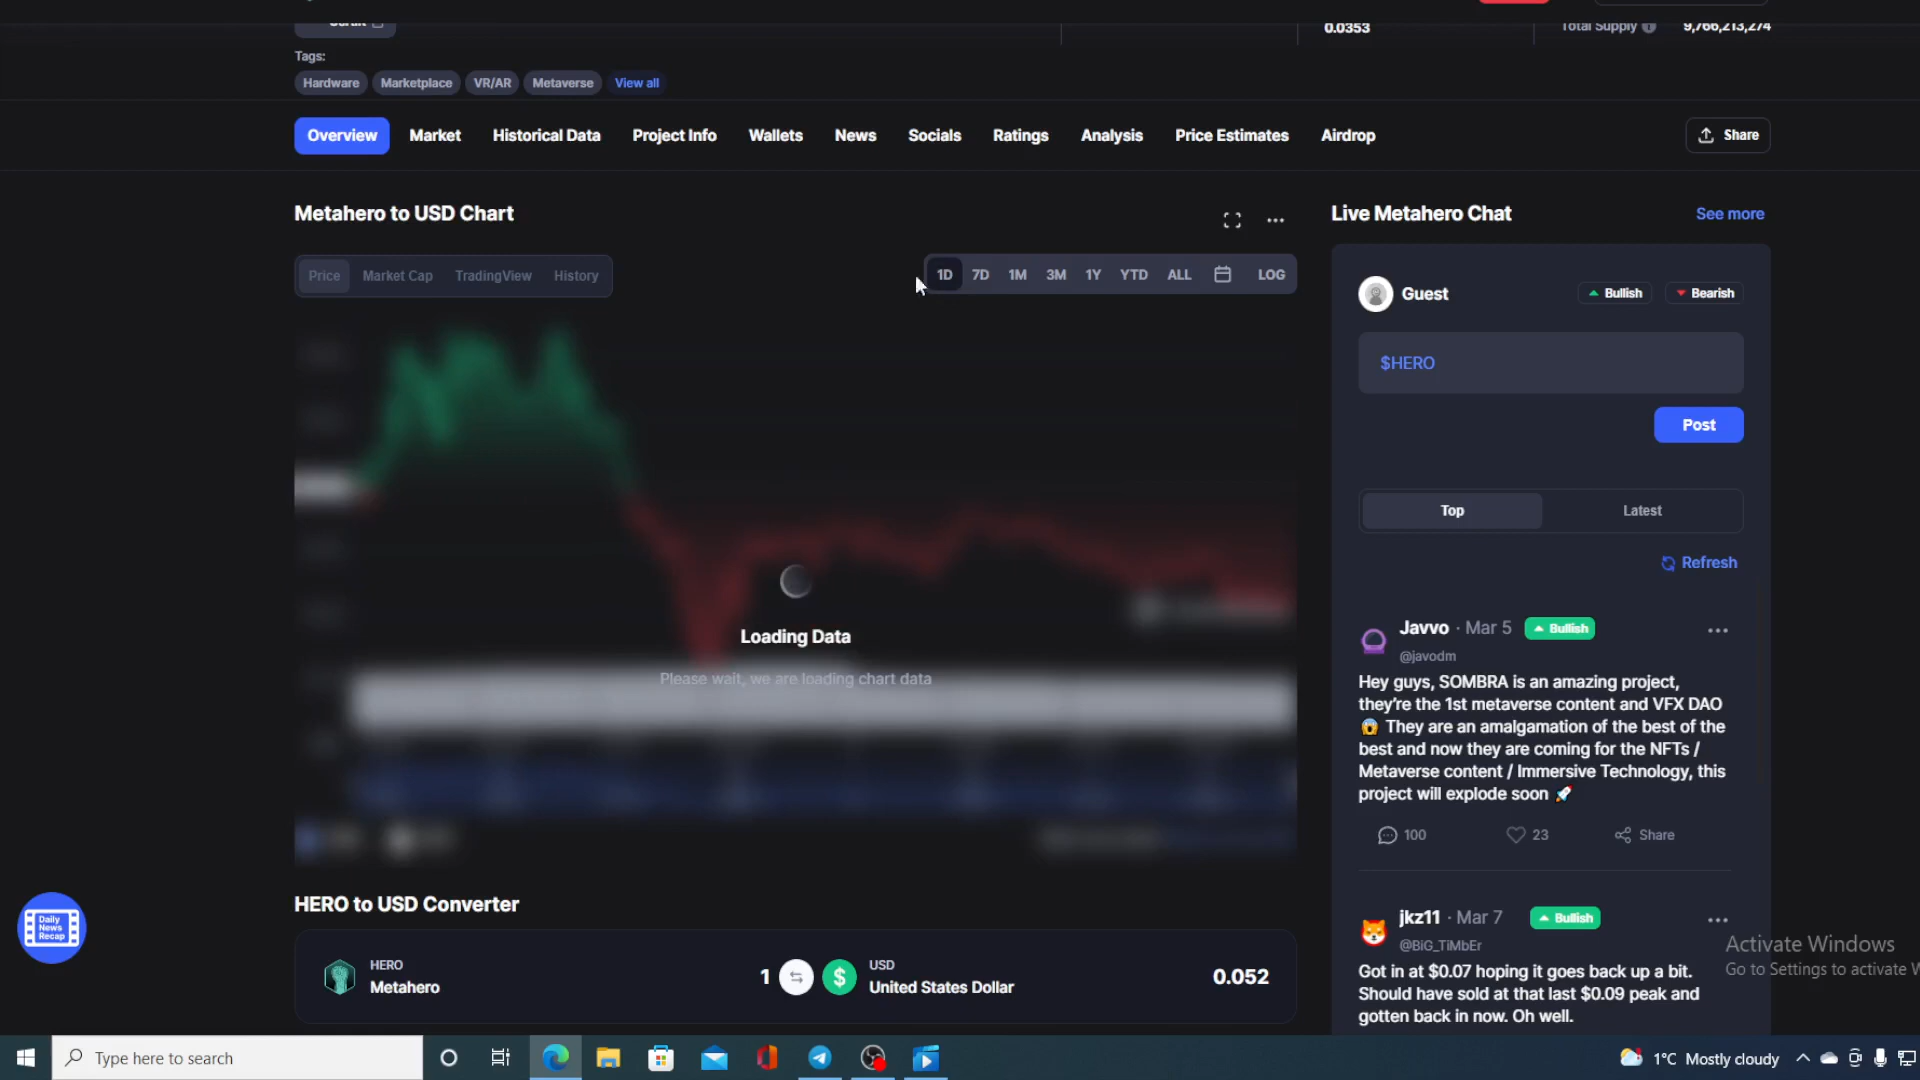 0.0353
Total Supply
9,766,213,274
Tags:
Hardware
Marketplace
VR/AR
Metaverse
View all
Overview
Market
Historical Data
Project Info
Wallets
News
Socials
Ratings
Analysis
Price Estimates
Airdrop
Share
Metahero to USD Chart
Price
Market Cap
TradingView
History
1D
7D
1M
3M
1Y
YTD
ALL
LOG
Loading Data
Please wait, we are loading chart data
HERO to USD Converter
HERO
Metahero
1
$
USD
United States Dollar
0.052
Live Metahero Chat
See more
Guest
Bullish
Bearish
$HERO
Post
Top
Latest
Refresh
Javvo · Mar 5
Bullish
@javodm
Hey guys, SOMBRA is an amazing project,
they're the 1st metaverse content and VFX DAO
😱 They are an amalgamation of the best of the
best and now they are coming for the NFTs /
Metaverse content / Immersive Technology, this
project will explode soon 🚀
100
23
Share
jkz11 · Mar 7
Bullish
@BiG_TiMbEr
Got in at $0.07 hoping it goes back up a bit.
Should have sold at that last $0.09 peak and
gotten back in now. Oh well.
Daily
News
Recap
Activate Windows
Go to Settings to activate W
Type here to search
1°C Mostly cloudy